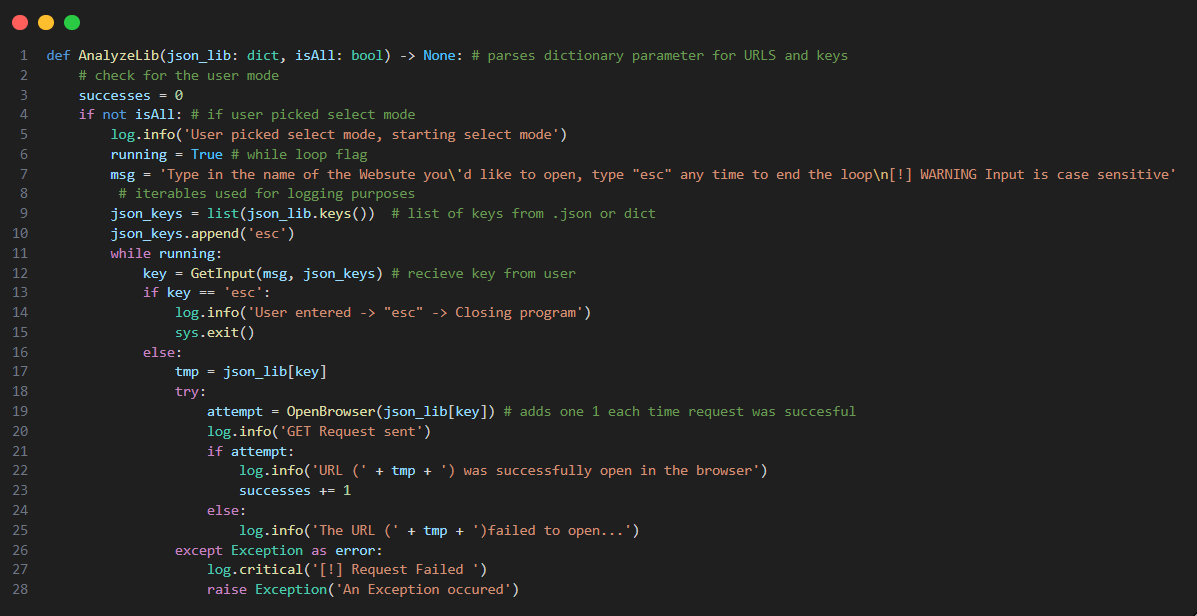 1 def AnalyzeLib(json_lib: dict, isAll: bool) -> None: # parses dictionary parameter for URLS and keys
2     # check for the user mode
3     successes = 0
4     if not isAll: # if user picked select mode
5         log.info('User picked select mode, starting select mode')
6         running = True # while loop flag
7         msg = 'Type in the name of the Websute you\'d like to open, type "esc" any time to end the loop\n[!] WARNING Input is case sensitive'
8          # iterables used for logging purposes
9         json_keys = list(json_lib.keys())  # list of keys from .json or dict
10         json_keys.append('esc')
11         while running:
12             key = GetInput(msg, json_keys) # recieve key from user
13             if key == 'esc':
14                 log.info('User entered -> "esc" -> Closing program')
15                 sys.exit()
16             else:
17                 tmp = json_lib[key]
18                 try:
19                     attempt = OpenBrowser(json_lib[key]) # adds one 1 each time request was succesful
20                     log.info('GET Request sent')
21                     if attempt:
22                         log.info('URL (' + tmp + ') was successfully open in the browser')
23                         successes += 1
24                     else:
25                         log.info('The URL (' + tmp + ')failed to open...')
26                 except Exception as error:
27                     log.critical('[!] Request Failed ')
28                     raise Exception('An Exception occured')